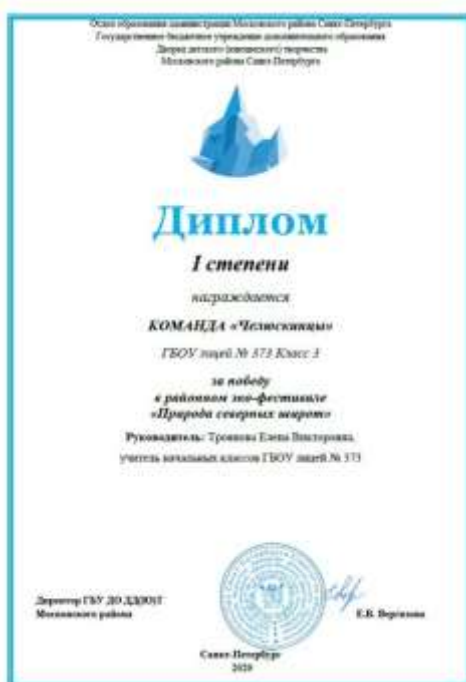 Отдел образования администрации Московского района Санкт-Петербурга
Государственное бюджетное учреждение дополнительного образования
Дворец детского (юношеского) творчества
Московского района Санкт-Петербурга
Диплом
I степени
награждается
КОМАНДА «Челюскинцы»
ГБОУ лицей № 373 Класс 3
за победу
в районном эко-фестивале
«Природа северных широт»
Руководитель: Елена Викторовна,
учитель начальных классов ГБОУ лицей № 373
Директор ГБУ ДО ДД(Ю)Т
Московского района
Е.В.
Санкт-Петербург
2020